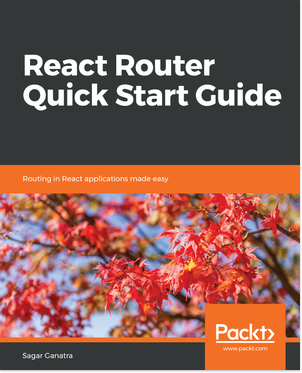 React Router
Quick Start Guide
Routing in React applications made easy
Packt>
www.packt.com
Sagar Ganatra